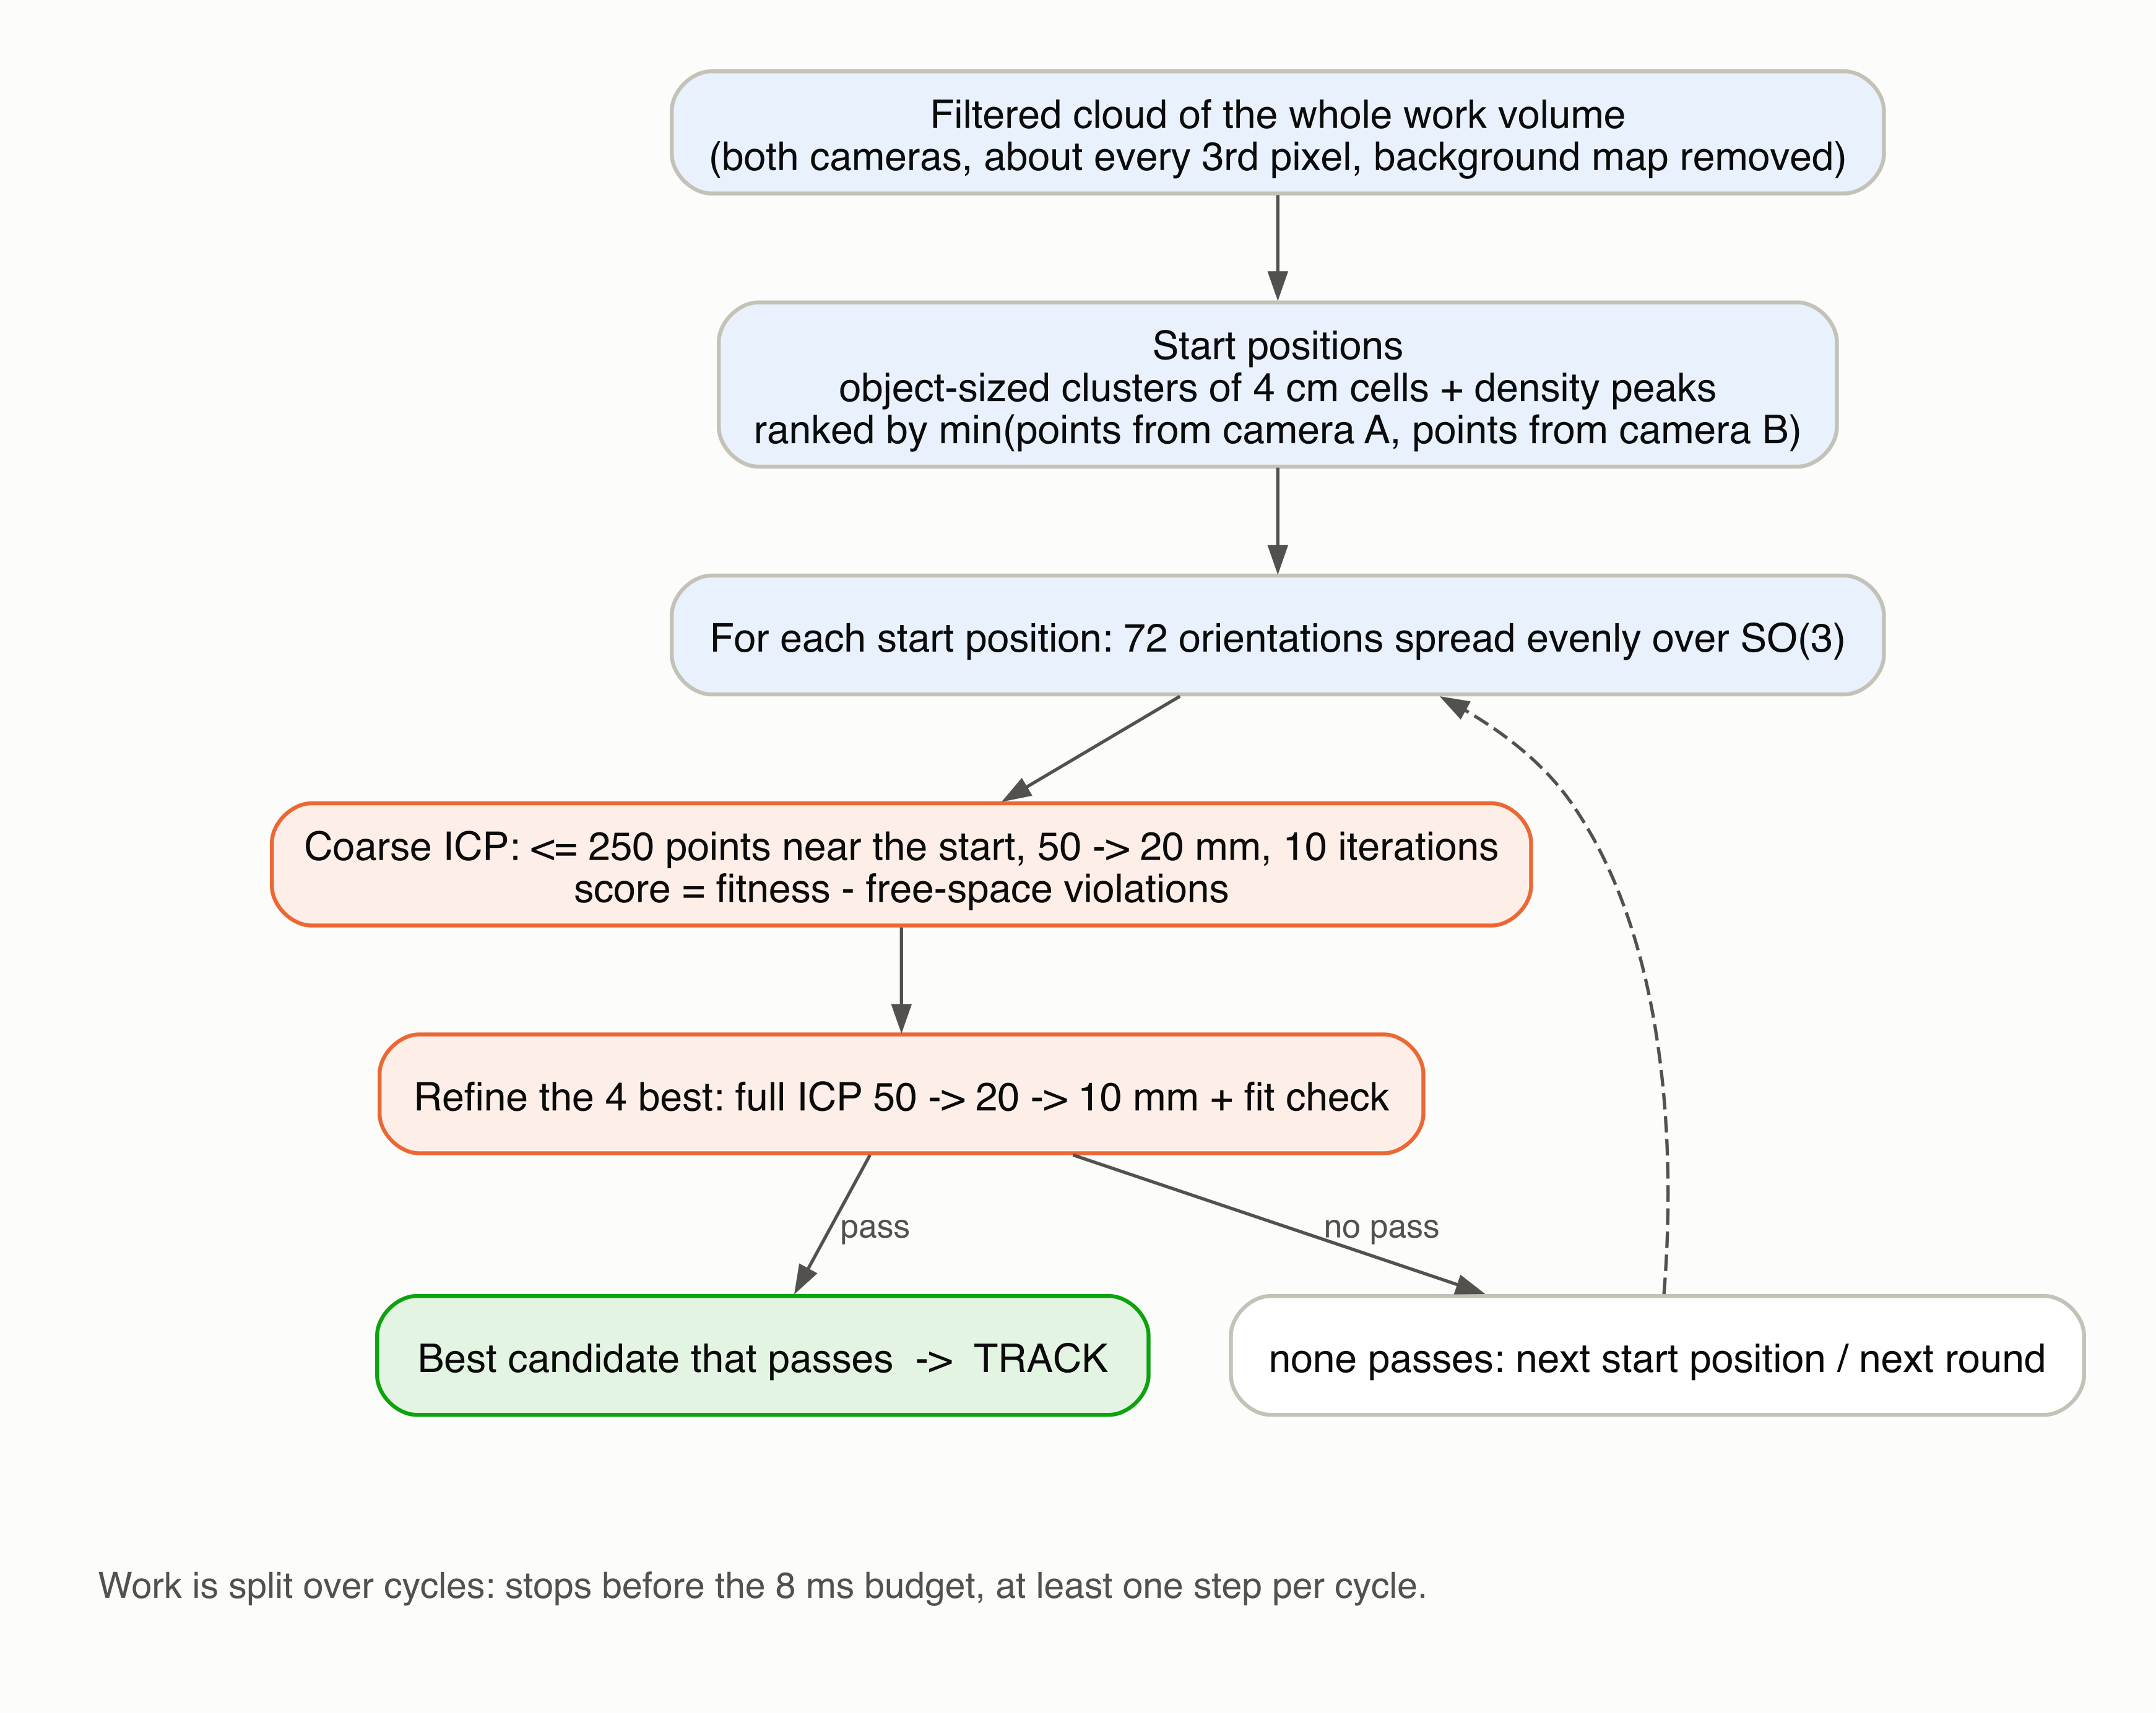 Filtered cloud of the whole work volume
(both cameras, about every 3rd pixel, background map removed)
Start positions
object-sized clusters of 4 cm cells + density peaks
ranked by min(points from camera A, points from camera B)
For each start position: 72 orientations spread evenly over SO(3)
Coarse ICP: <= 250 points near the start, 50 -> 20 mm, 10 iterations
score = fitness - free-space violations
Refine the 4 best: full ICP 50 -> 20 -> 10 mm + fit check
pass
no pass
Best candidate that passes -> TRACK
none passes: next start position / next round
Work is split over cycles: stops before the 8 ms budget, at least one step per cycle.